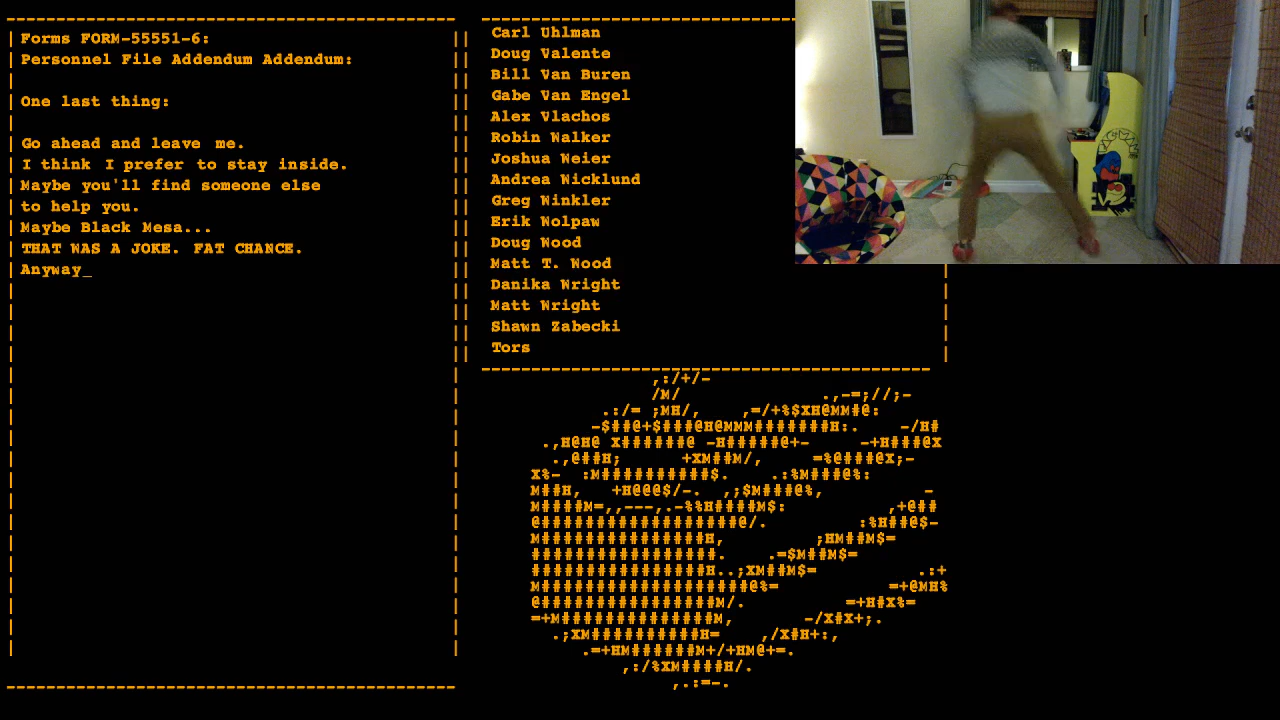 Forms FORM-55551-6:
Personnel File Addendum Addendum:
One last thing:
Go ahead and leave me.
I think I prefer to stay inside.
Maybe you'll find someone else
to help you.
Maybe Black Mesa...
THAT WAS A JOKE. FAT CHANCE.
Anyway_
Carl Uhlman
Doug Valente
Bill Van Buren
Gabe Van Engel
Alex Vlachos
Robin Walker
Joshua Weier
Andrea Wicklund
Greg Winkler
Erik Wolpaw
Doug Wood
Matt T. Wood
Danika Wright
Matt Wright
Shawn Zabecki
Tors